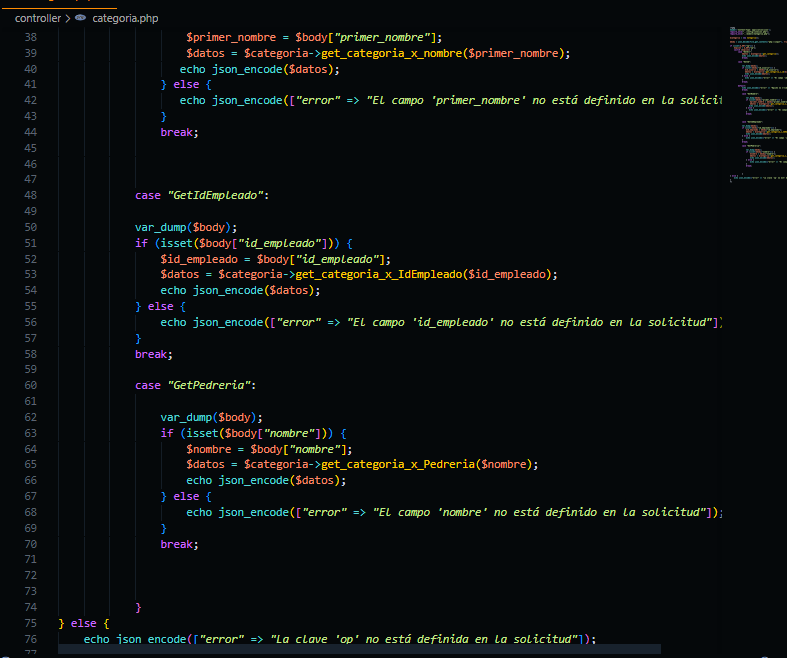 controller > categoria.php
38 $primer_nombre = $body["primer_nombre"];
39 $datos = $categoria->get_categoria_x_nombre($primer_nombre);
40 echo json_encode($datos);
41 } else {
42 echo json_encode(["error" => "El campo 'primer_nombre' no está definido en la solicit
43 }
44 break;
45
46
47
48 case "GetIdEmpleado":
49
50 var_dump($body);
51 if (isset($body["id_empleado"])) {
52 $id_empleado = $body["id_empleado"];
53 $datos = $categoria->get_categoria_x_IdEmpleado($id_empleado);
54 echo json_encode($datos);
55 } else {
56 echo json_encode(["error" => "El campo 'id_empleado' no está definido en la solicitud"])
57 }
58 break;
59
60 case "GetPedreria":
61
62 var_dump($body);
63 if (isset($body["nombre"])) {
64 $nombre = $body["nombre"];
65 $datos = $categoria->get_categoria_x_Pedreria($nombre);
66 echo json_encode($datos);
67 } else {
68 echo json_encode(["error" => "El campo 'nombre' no está definido en la solicitud"]);
69 }
70 break;
71
72
73
74 }
75 } else {
76 echo json_encode(["error" => "La clave 'op' no está definida en la solicitud"]);
77